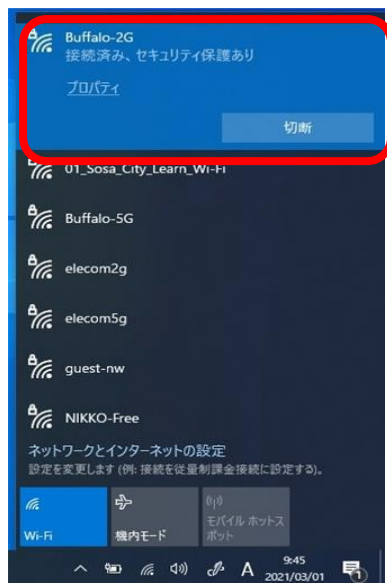 Buffalo-2G
接続済み、セキュリティ保護あり
プロパティ
切断
01_Sosa_City_Learn_Wi-Fi
Buffalo-5G
elecom2g
elecom5g
guest-nw
NIKKO-Free
ネットワークとインターネットの設定
設定を変更します (例: 接続を従量制課金接続に設定する)。
Wi-Fi
機内モード
モバイル ホットス
ポット
A
9:45
2021/03/01
1